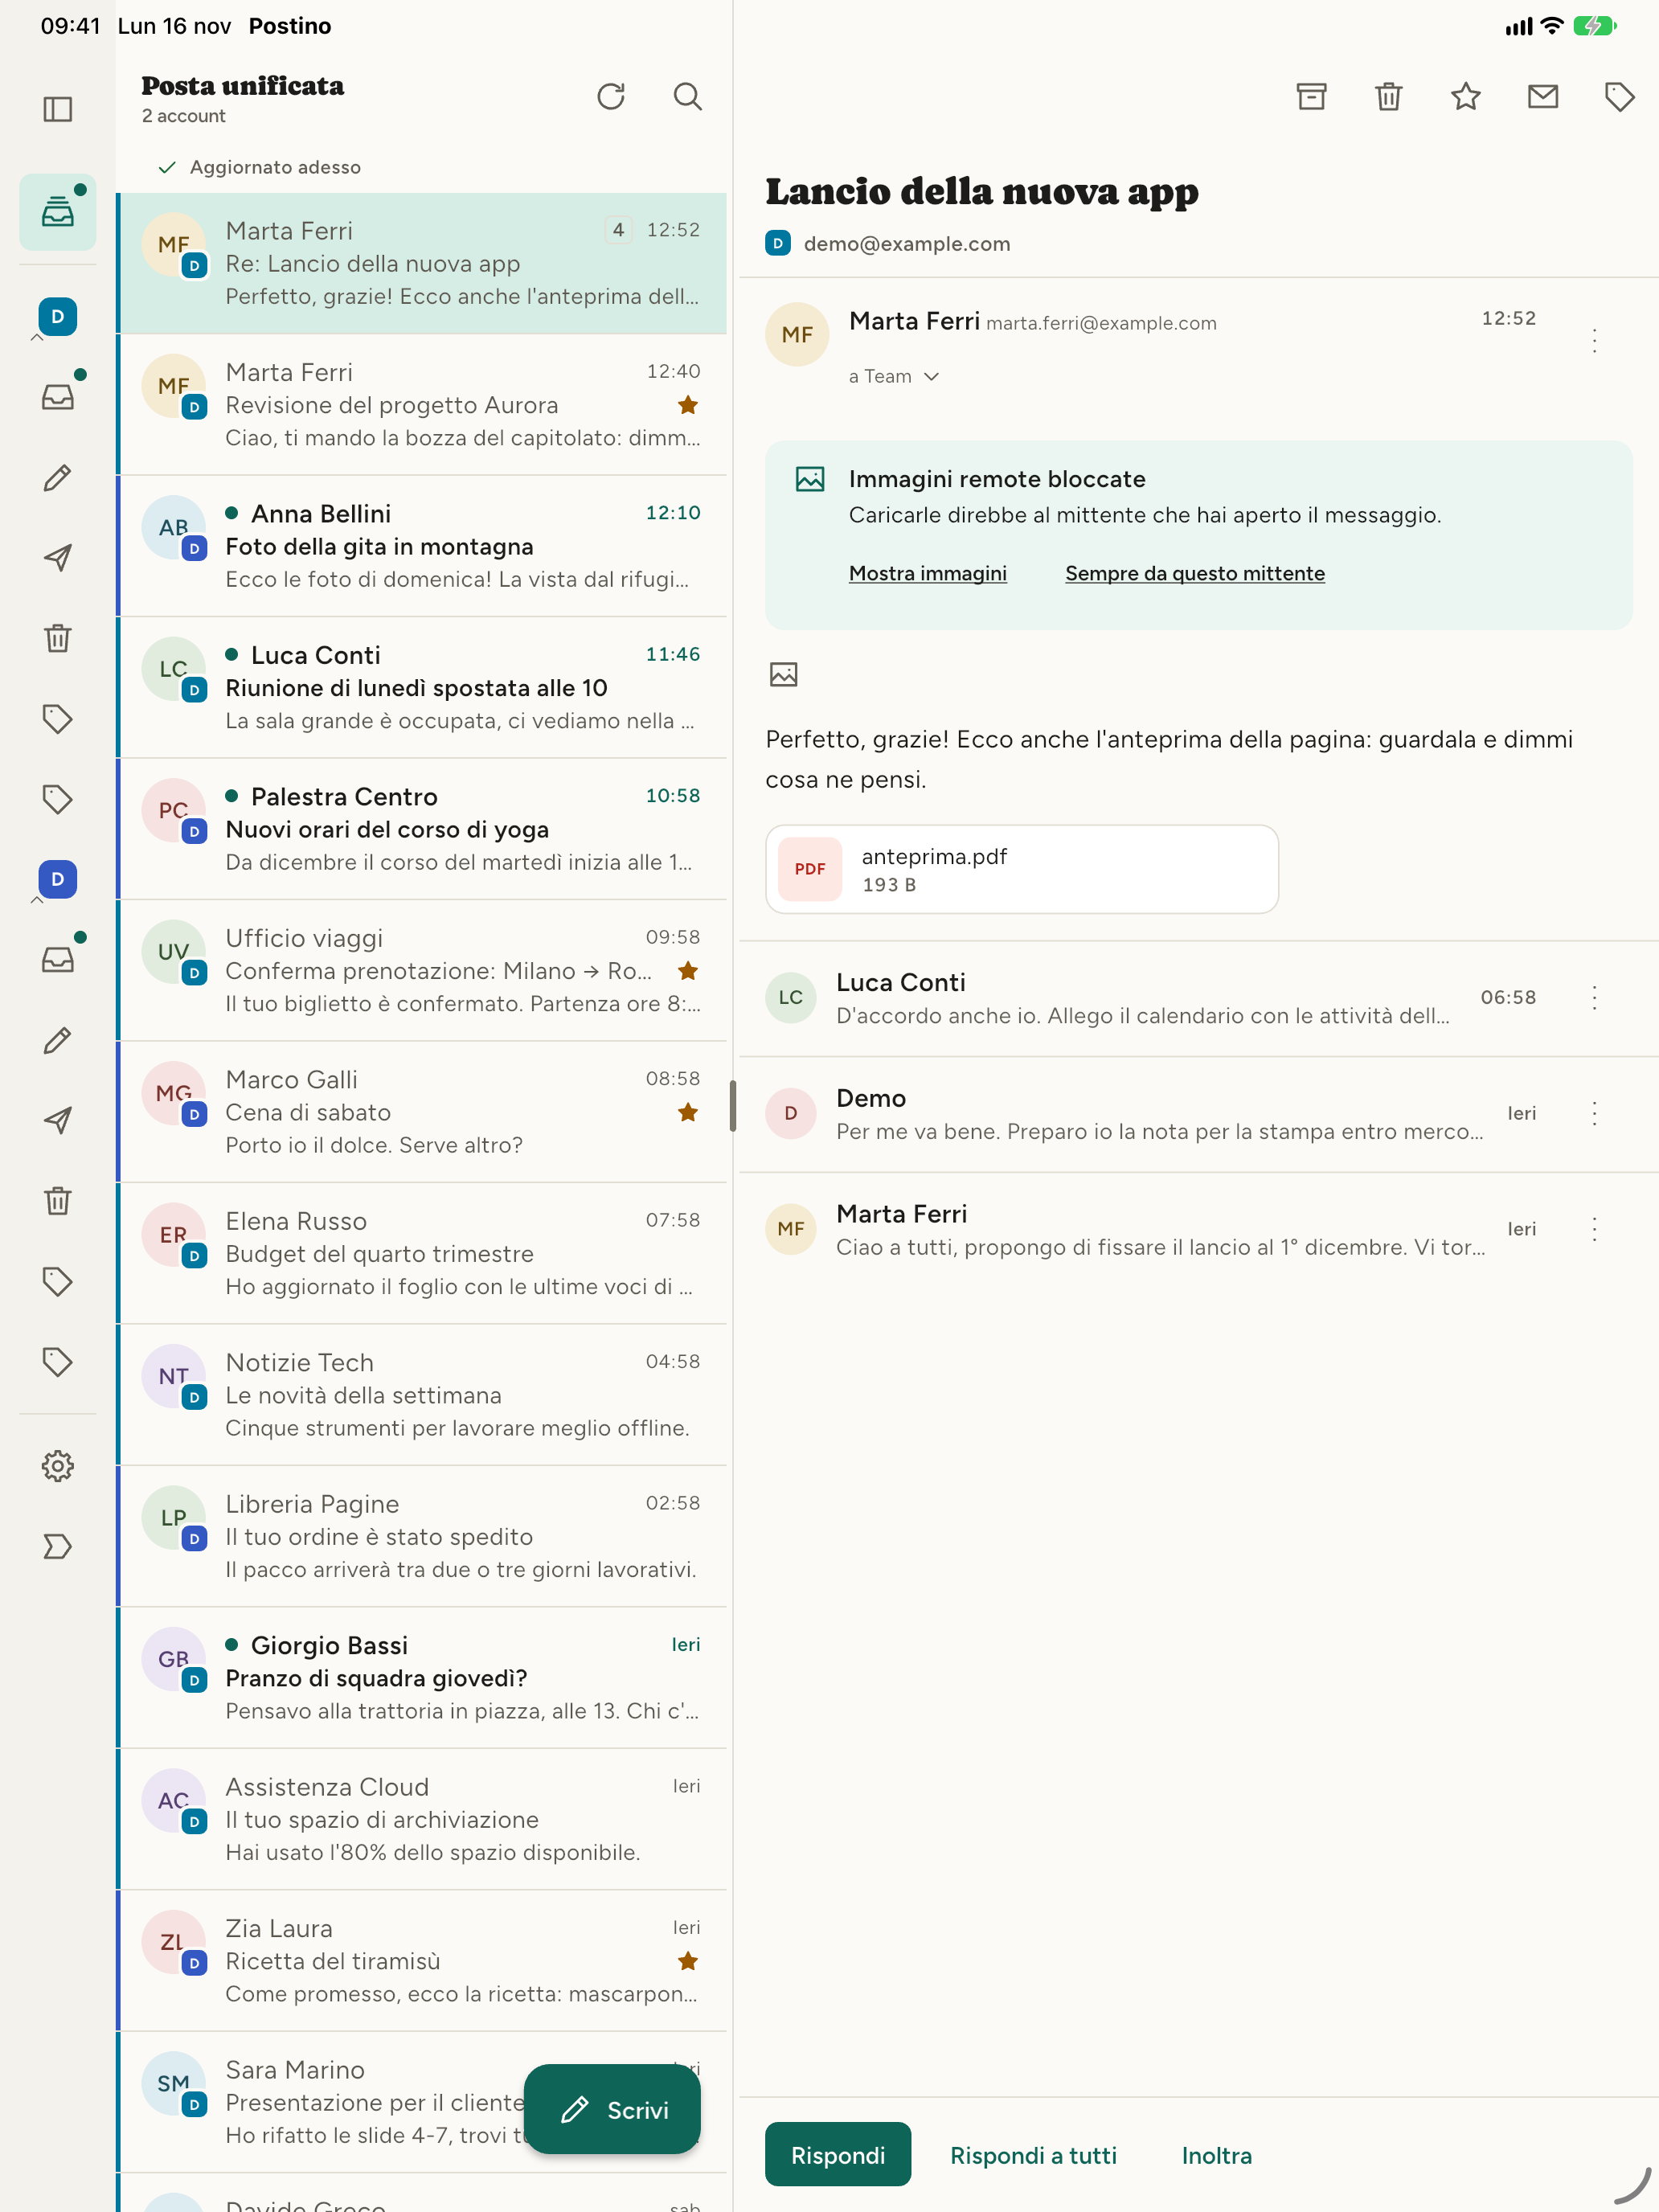 09:41 Lun 16 nov Postino
Posta unificata
2 account
Aggiornato adesso
D
D
MF
D
Marta Ferri 4 12:52
Re: Lancio della nuova app
Perfetto, grazie! Ecco anche l'anteprima dell...
MF
D
Marta Ferri 12:40
Revisione del progetto Aurora
Ciao, ti mando la bozza del capitolato: dimm...
AB
D
Anna Bellini 12:10
Foto della gita in montagna
Ecco le foto di domenica! La vista dal rifugi...
LC
D
Luca Conti 11:46
Riunione di lunedì spostata alle 10
La sala grande è occupata, ci vediamo nella ...
PC
D
Palestra Centro 10:58
Nuovi orari del corso di yoga
Da dicembre il corso del martedì inizia alle 1...
UV
D
Ufficio viaggi 09:58
Conferma prenotazione: Milano → Ro...
Il tuo biglietto è confermato. Partenza ore 8:...
MG
D
Marco Galli 08:58
Cena di sabato
Porto io il dolce. Serve altro?
ER
D
Elena Russo 07:58
Budget del quarto trimestre
Ho aggiornato il foglio con le ultime voci di ...
NT
D
Notizie Tech 04:58
Le novità della settimana
Cinque strumenti per lavorare meglio offline.
LP
D
Libreria Pagine 02:58
Il tuo ordine è stato spedito
Il pacco arriverà tra due o tre giorni lavorativi.
GB
D
Giorgio Bassi Ieri
Pranzo di squadra giovedì?
Pensavo alla trattoria in piazza, alle 13. Chi c'...
AC
D
Assistenza Cloud Ieri
Il tuo spazio di archiviazione
Hai usato l'80% dello spazio disponibile.
ZL
D
Zia Laura Ieri
Ricetta del tiramisù
Come promesso, ecco la ricetta: mascarpon...
SM
D
Sara Marino
Presentazione per il cliente
Ho rifatto le slide 4-7, trovi
Scrivi
Davide Greco sab
Lancio della nuova app
D demo@example.com
MF
Marta Ferri marta.ferri@example.com 12:52
a Team
Immagini remote bloccate
Caricarle direbbe al mittente che hai aperto il messaggio.
Mostra immagini Sempre da questo mittente
Perfetto, grazie! Ecco anche l'anteprima della pagina: guardala e dimmi
cosa ne pensi.
PDF
anteprima.pdf
193 B
LC
Luca Conti 06:58
D'accordo anche io. Allego il calendario con le attività dell...
D
Demo Ieri
Per me va bene. Preparo io la nota per la stampa entro merco...
MF
Marta Ferri Ieri
Ciao a tutti, propongo di fissare il lancio al 1° dicembre. Vi tor...
Rispondi Rispondi a tutti Inoltra